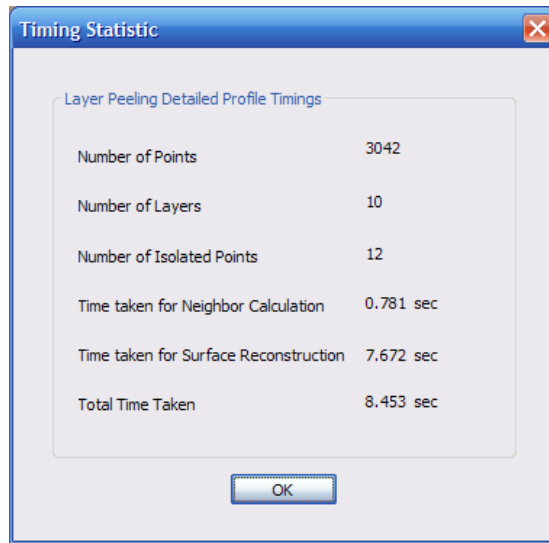 Timing Statistic
Layer Peeling Detailed Profile Timings
Number of Points 3042
Number of Layers 10
Number of Isolated Points 12
Time taken for Neighbor Calculation 0.781 sec
Time taken for Surface Reconstruction 7.672 sec
Total Time Taken 8.453 sec
OK